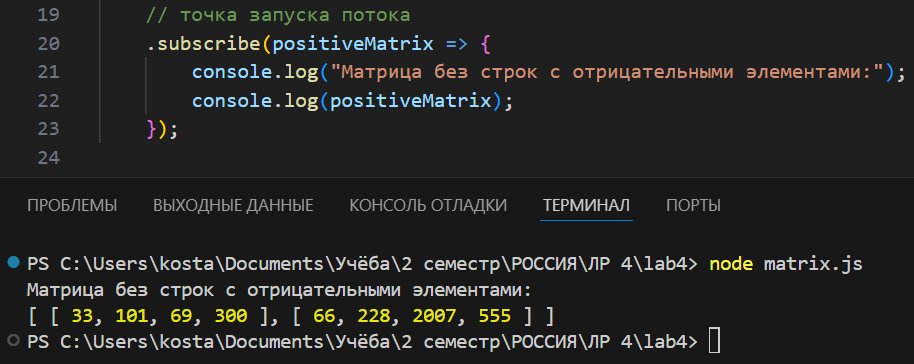 19 // точка запуска потока
20 .subscribe(positiveMatrix => {
21 console.log("Матрица без строк с отрицательными элементами:");
22 console.log(positiveMatrix);
23 });
24
ПРОБЛЕМЫ ВЫХОДНЫЕ ДАННЫЕ КОНСОЛЬ ОТЛАДКИ ТЕРМИНАЛ ПОРТЫ
PS C:\Users\kosta\Documents\Учёба\2 семестр\РОССИЯ\ЛР 4\lab4> node matrix.js
Матрица без строк с отрицательными элементами:
[ [ 33, 101, 69, 300 ], [ 66, 228, 2007, 555 ] ]
PS C:\Users\kosta\Documents\Учёба\2 семестр\РОССИЯ\ЛР 4\lab4>